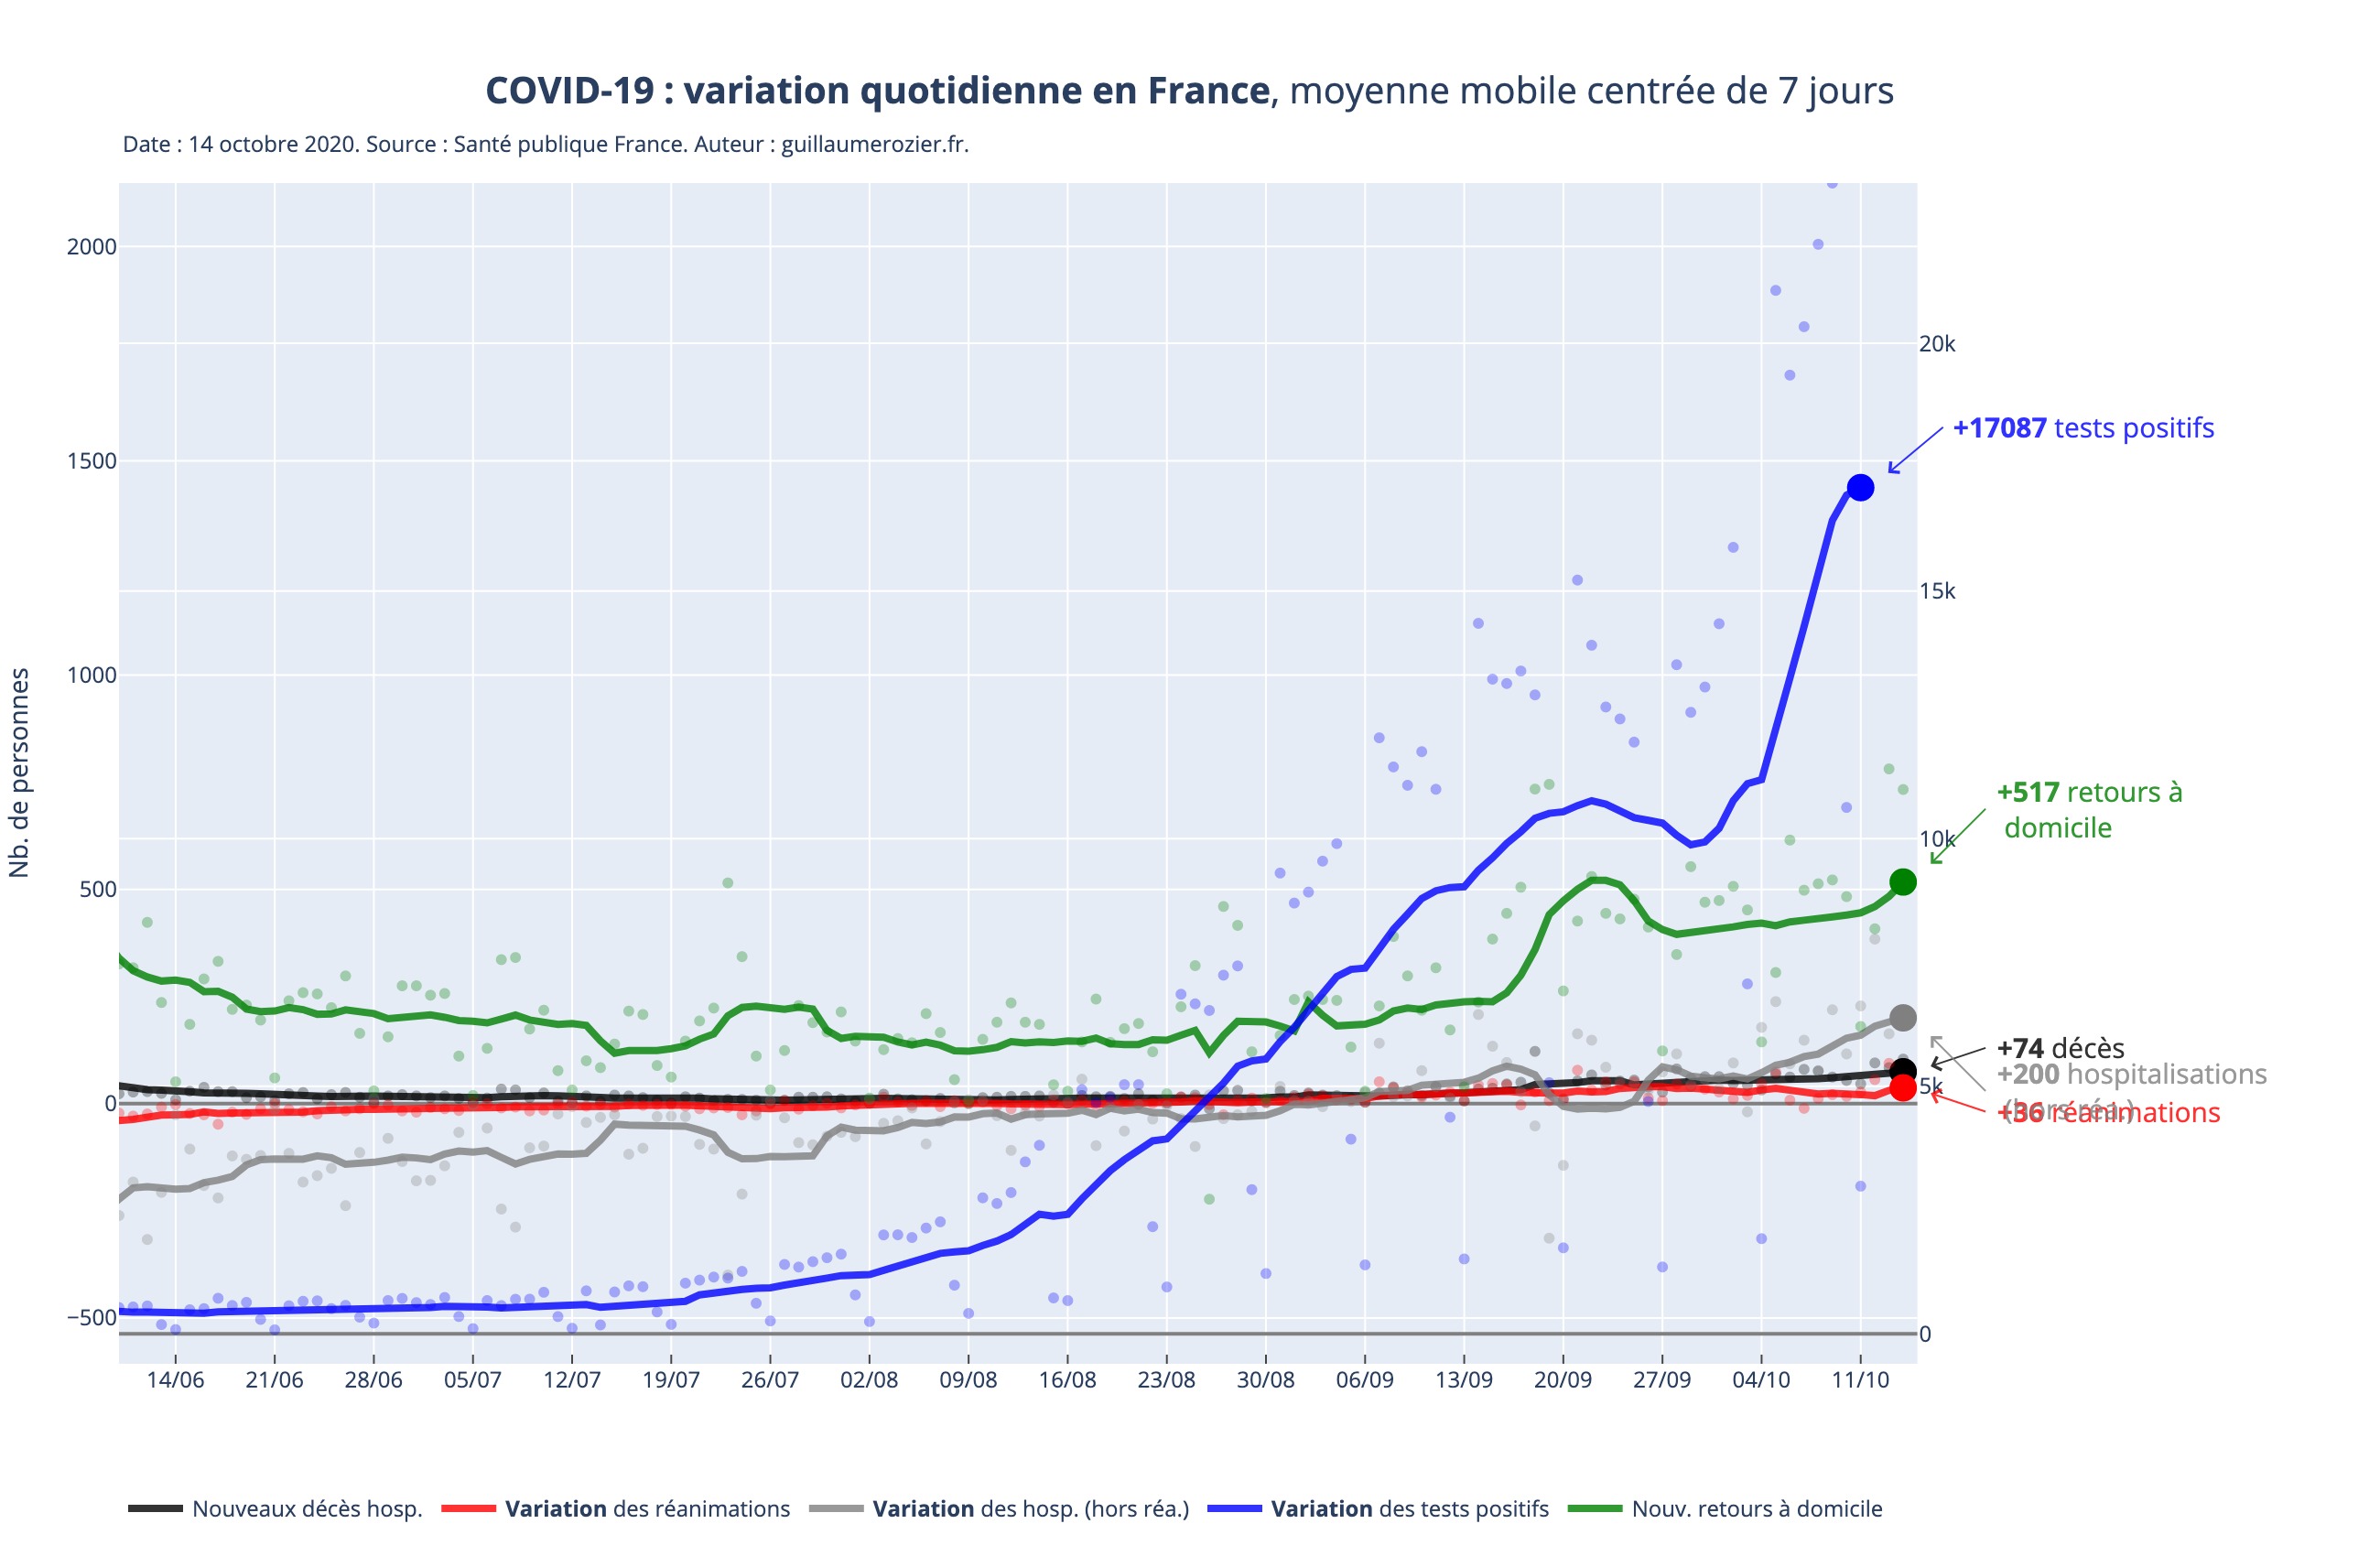 COVID-19 : variation quotidienne en France, moyenne mobile centrée de 7 jours
Date : 14 octobre 2020. Source : Santé publique France. Auteur : guillaumerozier.fr.
Nb. de personnes
2000
1500
1000
500
0
−500
20k
15k
10k
5k
0
+17087 tests positifs
+517 retours à
domicile
+74 décès
+200 hospitalisations
(hors réa.)
+36 réanimations
14/06 21/06 28/06 05/07 12/07 19/07 26/07 02/08 09/08 16/08 23/08 30/08 06/09 13/09 20/09 27/09 04/10 11/10
Nouveaux décès hosp. Variation des réanimations Variation des hosp. (hors réa.) Variation des tests positifs Nouv. retours à domicile